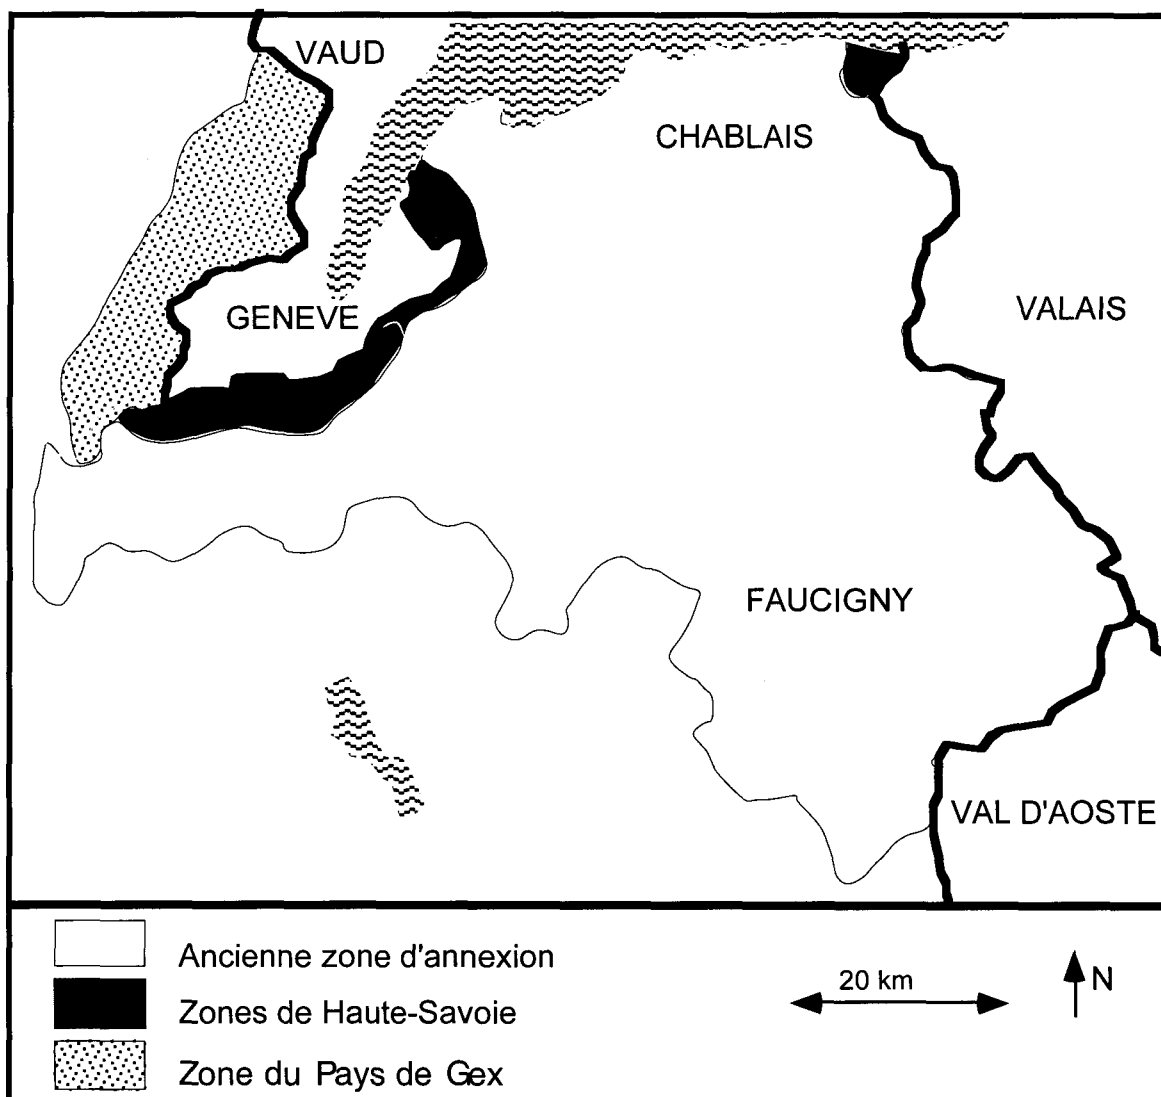 VAUD
CHABLAIS
GENEVE
VALAIS
FAUCIGNY
VAL D'AOSTE
Ancienne zone d'annexion
Zones de Haute-Savoie
Zone du Pays de Gex
20 km
N